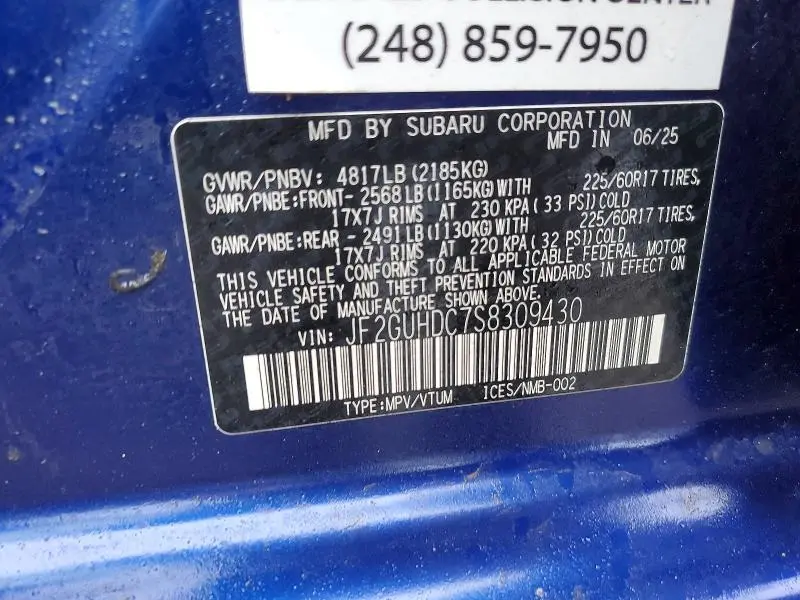 COLLISION CENTER
(248) 859-7950
MFD BY SUBARU CORPORATION
MFD IN 06/25
GVWR/PNBV: 4817LB (2185KG)
GAWR/PNBE:FRONT- 2568LB(1165KG)WITH 225/60R17 TIRES,
17X7J RIMS AT 230 KPA( 33 PSI)COLD
GAWR/PNBE:REAR - 2491LB(1130KG)WITH 225/60R17 TIRES,
17X7J RIMS AT 220 KPA( 32 PSI)COLD
THIS VEHICLE CONFORMS TO ALL APPLICABLE FEDERAL MOTOR
VEHICLE SAFETY AND THEFT PREVENTION STANDARDS IN EFFECT ON
THE DATE OF MANUFACTURE SHOWN ABOVE.
VIN: JF2GUHDC7S8309430
TYPE:MPV/VTUM ICES/NMB-002